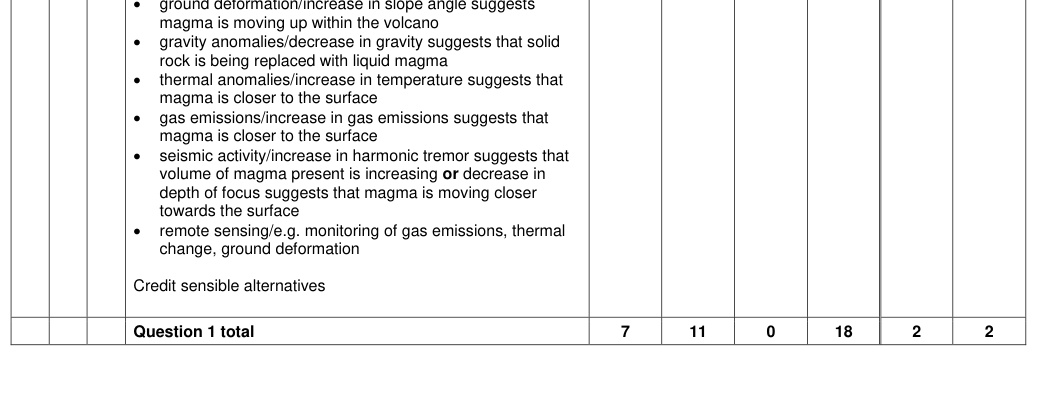 • ground deformation/increase in slope angle suggests
magma is moving up within the volcano
• gravity anomalies/decrease in gravity suggests that solid
rock is being replaced with liquid magma
• thermal anomalies/increase in temperature suggests that
magma is closer to the surface
• gas emissions/increase in gas emissions suggests that
magma is closer to the surface
• seismic activity/increase in harmonic tremor suggests that
volume of magma present is increasing or decrease in
depth of focus suggests that magma is moving closer
towards the surface
• remote sensing/e.g. monitoring of gas emissions, thermal
change, ground deformation
Credit sensible alternatives
Question 1 total 7 11 0 18 2 2